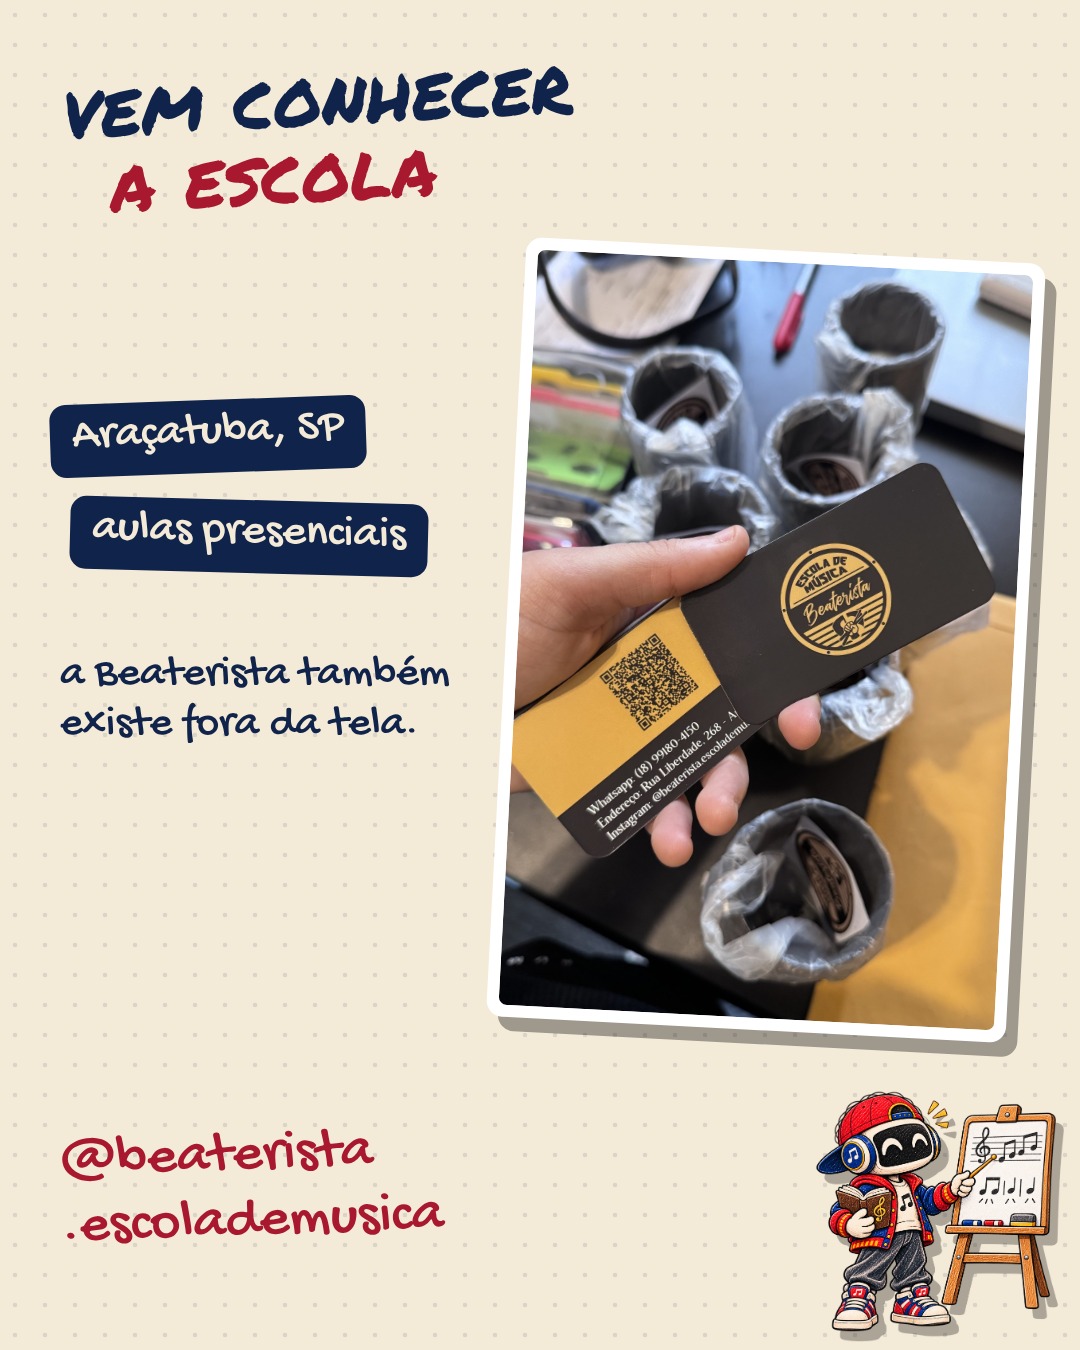 VEM CONHECER
A ESCOLA
Araçatuba, SP
aulas presenciais
a Beaterista também
existe fora da tela.
ESCOLA DE
MÚSICA
Beaterista
Whatsapp: (18) 99180-4150
Endereço: Rua Liberdade, 268 - A
Instagram: @beaterista.escolademu
@beaterista
.escolademusica